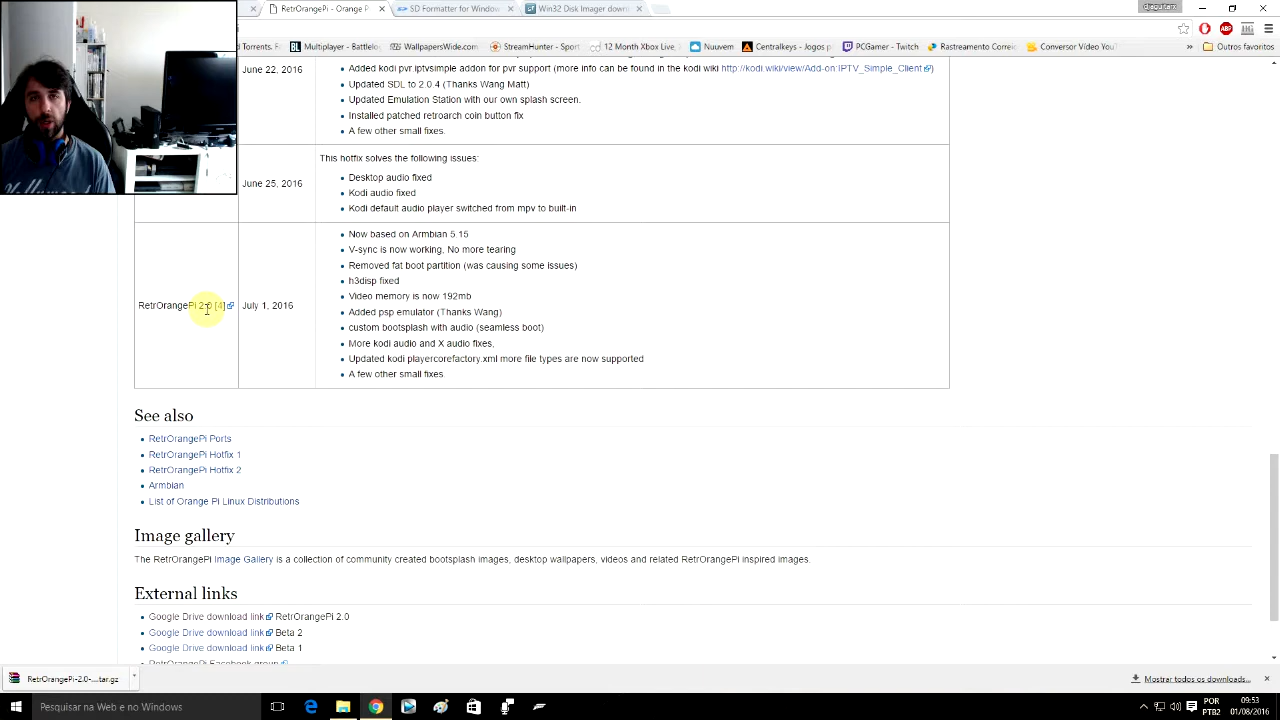 djaquitanl
RetrOrangePi - Orange P
SD Formatter for Window
Win32 Disk Imager down
d Torrents. F
Multiplayer - Battlelog
WallpapersWide.com
StreamHunter - Sport
12 Month Xbox Live
Nuuvem
Centralkeys - Jogos p
PCGamer - Twitch
Rastreamento Correio
Conversor Vídeo You
»
Outros favoritos
June 22, 2016
Added kodi pvr.iptvsimple addon for pvr support (more info can be found in the kodi wiki http://kodi.wiki/view/Add-on:IPTV_Simple_Client)
Updated SDL to 2.0.4 (Thanks Wang Matt)
Updated Emulation Station with our own splash screen.
Installed patched retroarch coin button fix
A few other small fixes.
June 25, 2016
This hotfix solves the following issues:
Desktop audio fixed
Kodi audio fixed
Kodi default audio player switched from mpv to built-in
RetrOrangePi 2.0 [4]
July 1, 2016
Now based on Armbian 5.15
V-sync is now working, No more tearing
Removed fat boot partition (was causing some issues)
h3disp fixed
Video memory is now 192mb
Added psp emulator (Thanks Wang)
custom bootsplash with audio (seamless boot)
More kodi audio and X audio fixes,
Updated kodi playercorefactory.xml more file types are now supported
A few other small fixes.
See also
RetrOrangePi Ports
RetrOrangePi Hotfix 1
RetrOrangePi Hotfix 2
Armbian
List of Orange Pi Linux Distributions
Image gallery
The RetrOrangePi Image Gallery is a collection of community created bootsplash images, desktop wallpapers, videos and related RetrOrangePi inspired images.
External links
Google Drive download link RetrOrangePi 2.0
Google Drive download link Beta 2
Google Drive download link Beta 1
RetrOrangePi Facebook group
RetrOrangePi-2.0-....tar.gz
Mostrar todos os downloads...
Pesquisar na Web e no Windows
POR
PTB2
09:53
01/08/2016